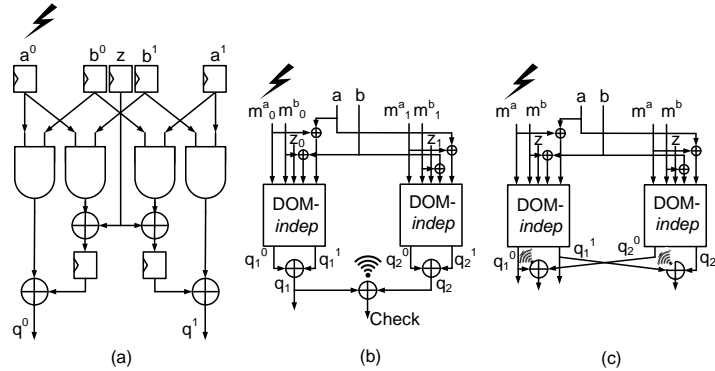 a⁰ b⁰ z b¹ a¹
q⁰ q¹
(a)
a b
mᵃ₀ mᵇ₀ mᵃ₁ mᵇ₁
z₀ z₁
DOM-indep DOM-indep
q₁⁰ q₁¹ q₂⁰ q₂¹
q₁ q₂
Check
(b)
a b
mᵃ mᵇ mᵃ mᵇ
z z
DOM-indep DOM-indep
q₁⁰ q₁¹ q₂⁰ q₂
(c)